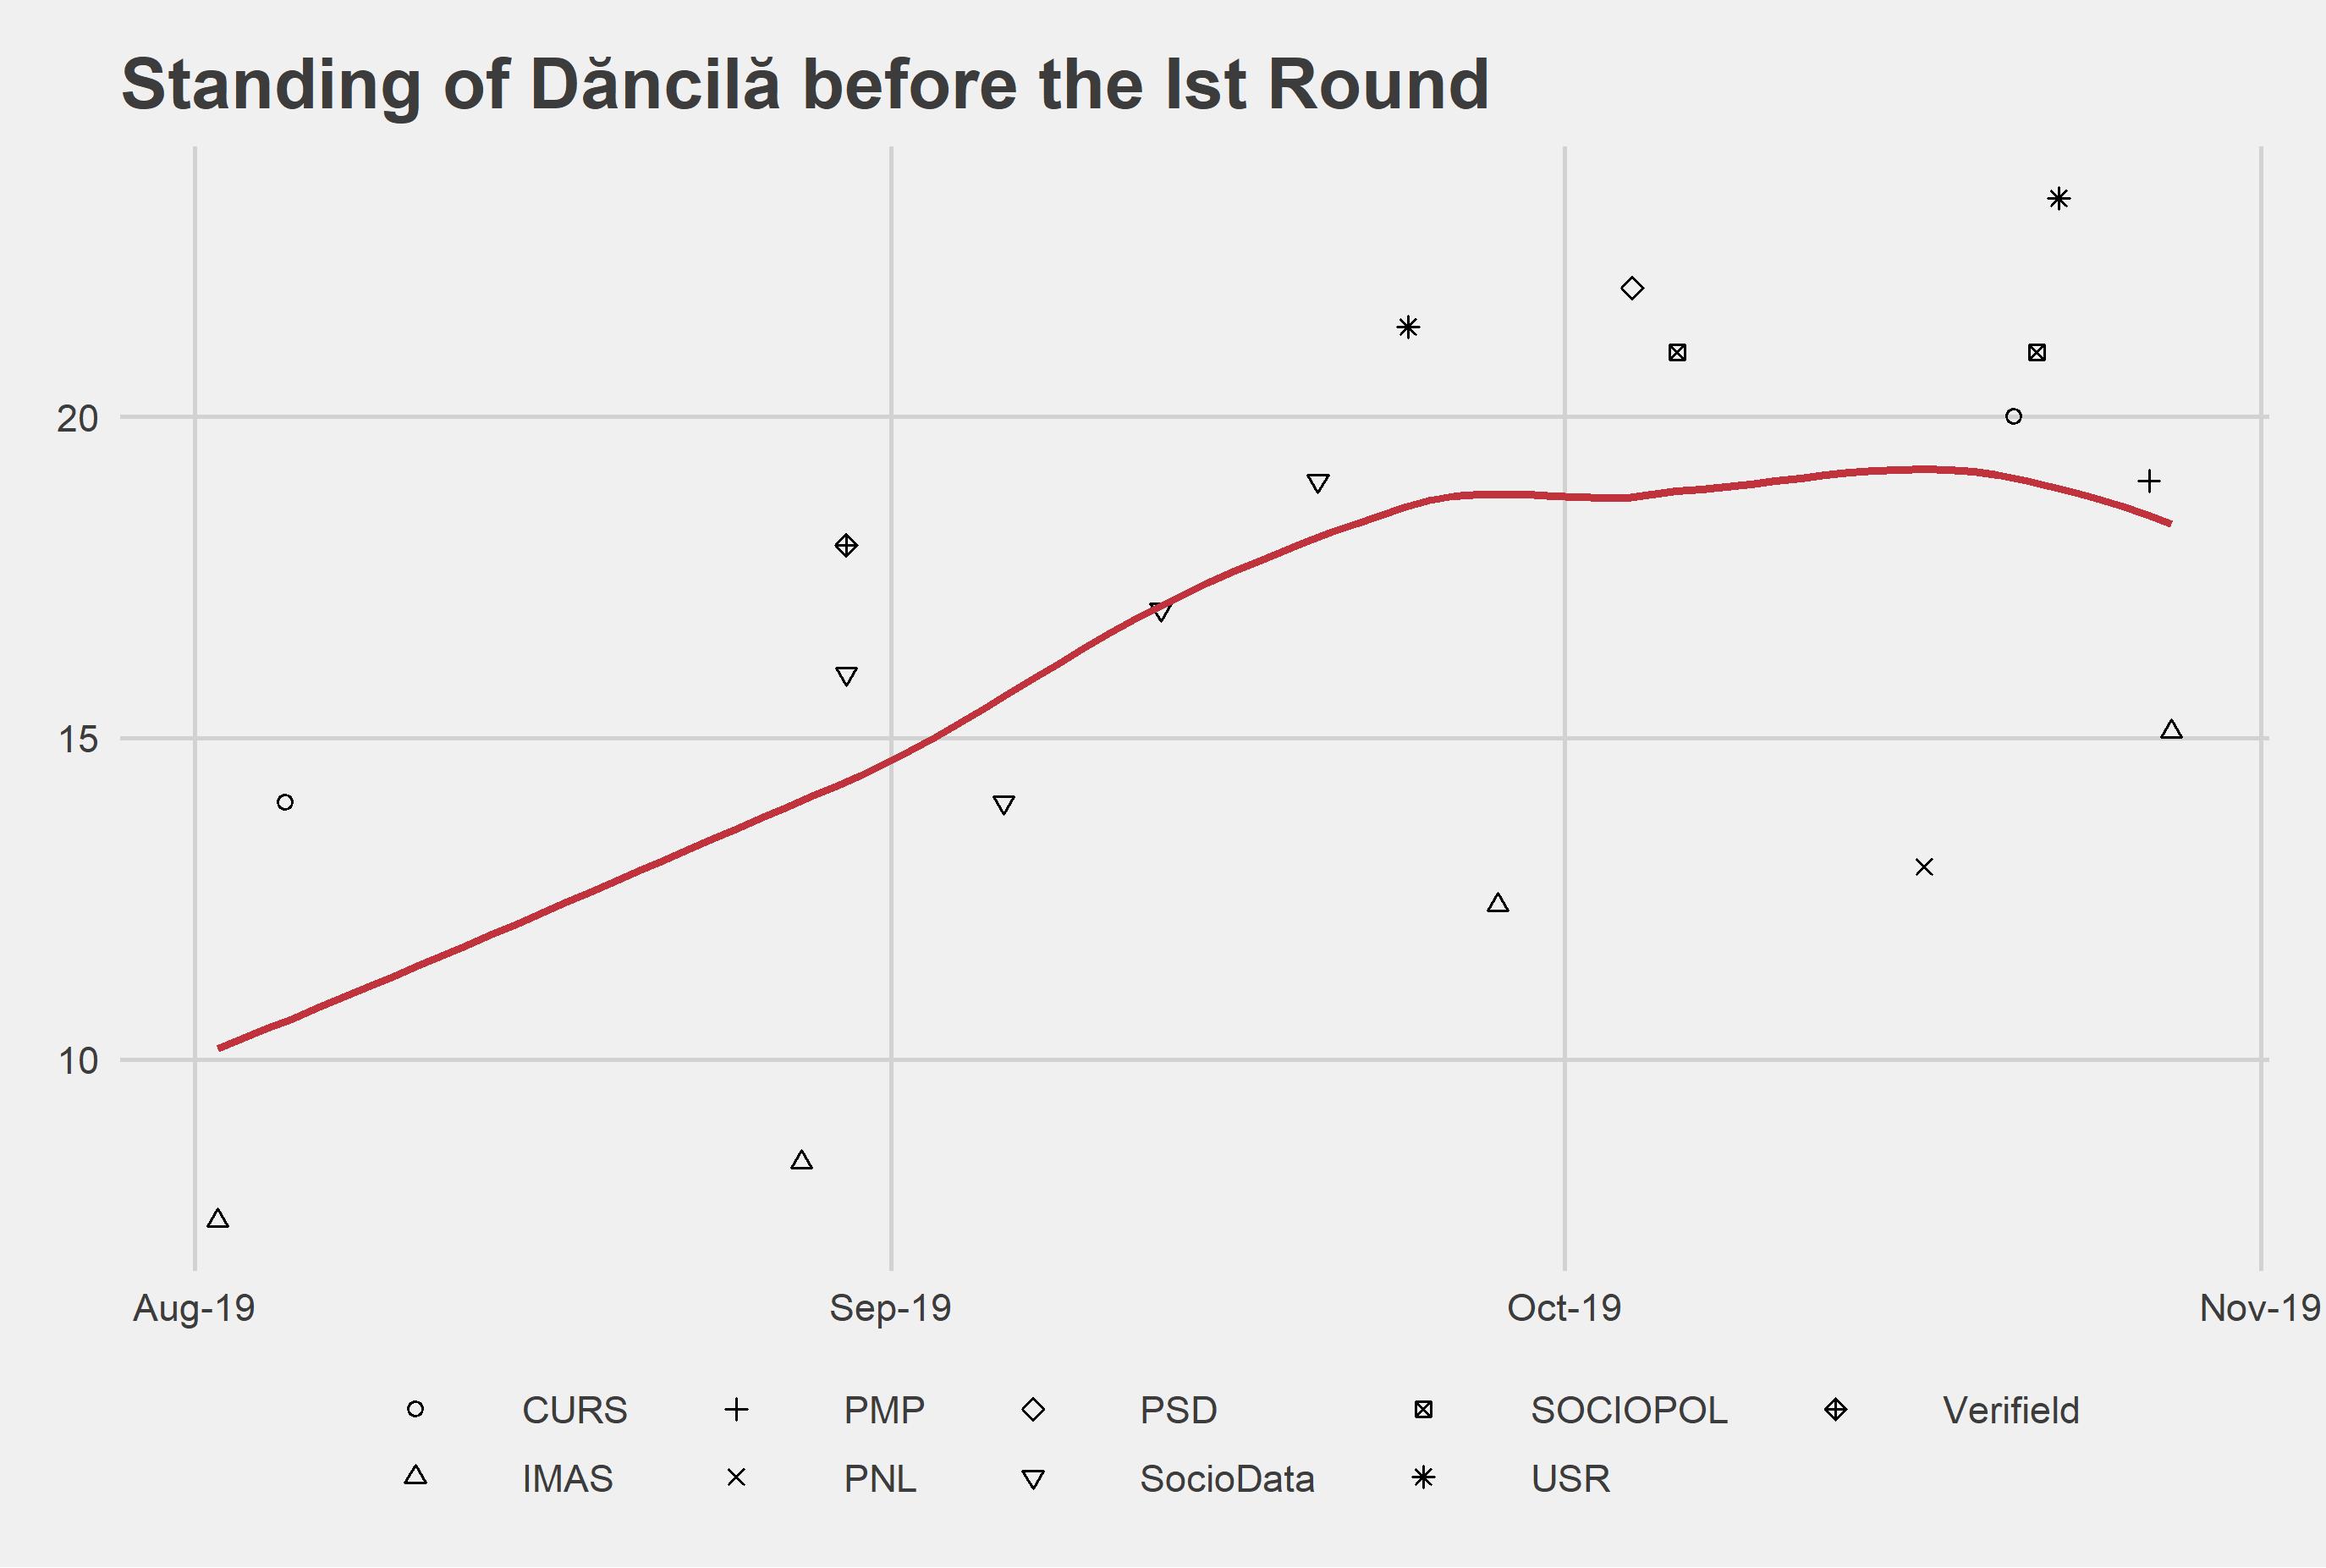 Standing of Dăncilă before the Ist Round
20
15
10
Aug-19 Sep-19 Oct-19 Nov-19
CURS PMP PSD SOCIOPOL Verifield
IMAS PNL SocioData USR